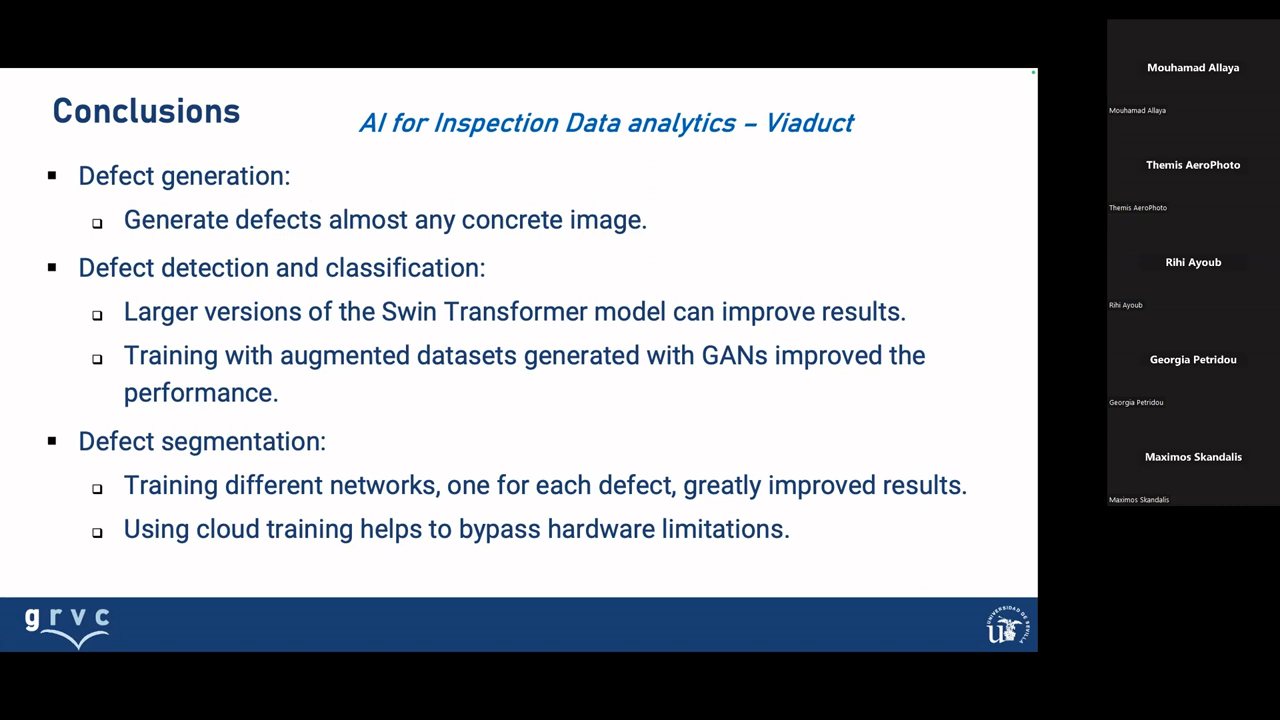 Conclusions
AI for Inspection Data analytics – Viaduct
Defect generation:
Generate defects almost any concrete image.
Defect detection and classification:
Larger versions of the Swin Transformer model can improve results.
Training with augmented datasets generated with GANs improved the
performance.
Defect segmentation:
Training different networks, one for each defect, greatly improved results.
Using cloud training helps to bypass hardware limitations.
grvc
UNIVERSIDAD DE SEVILLA
Mouhamad Allaya
Mouhamad Allaya
Themis AeroPhoto
Themis AeroPhoto
Rihi Ayoub
Rihi Ayoub
Georgia Petridou
Georgia Petridou
Maximos Skandalis
Maximos Skandalis